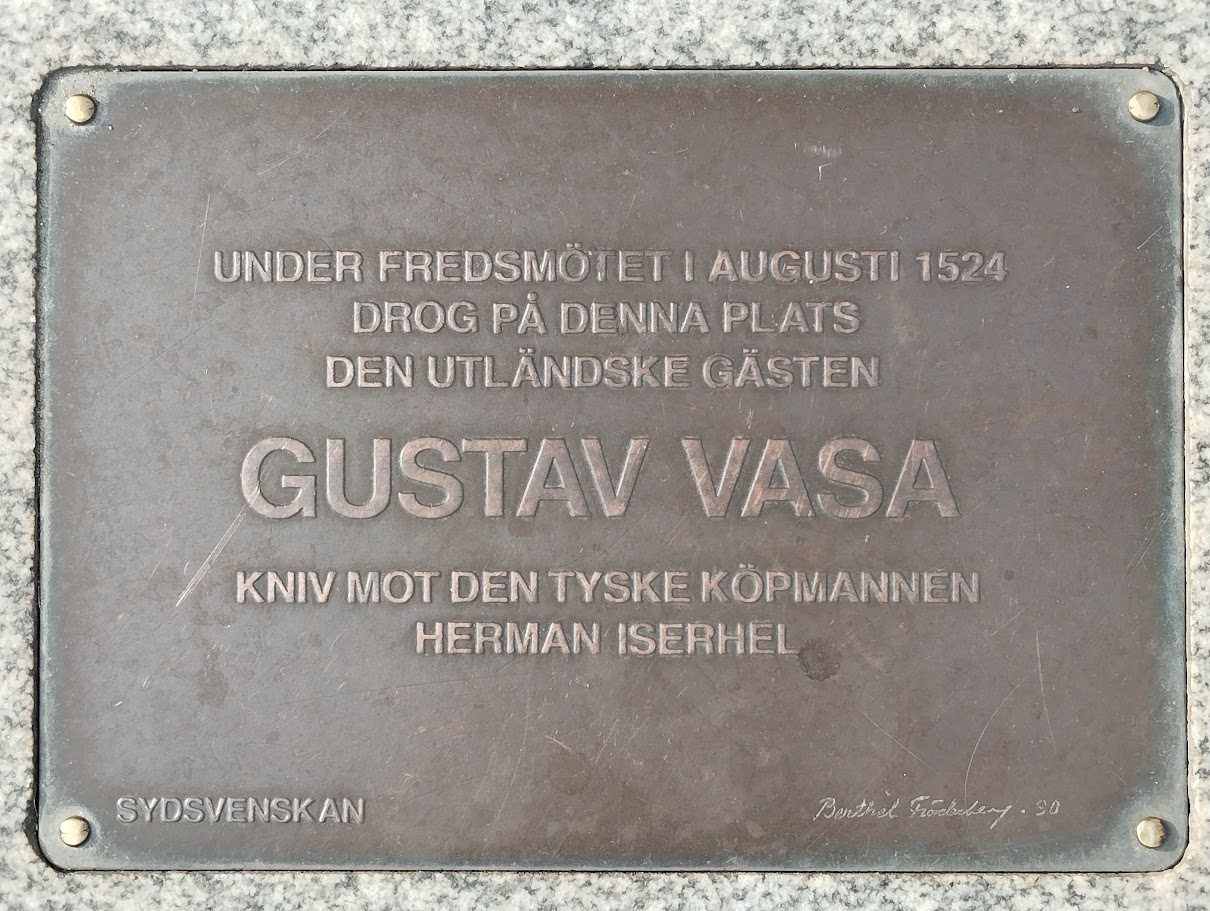 UNDER FREDSMÖTET I AUGUSTI 1524
DROG PÅ DENNA PLATS
DEN UTLÄNDSKE GÄSTEN
GUSTAV VASA
KNIV MOT DEN TYSKE KÖPMANNEN
HERMAN ISERHEL
SYDSVENSKAN
Berthel